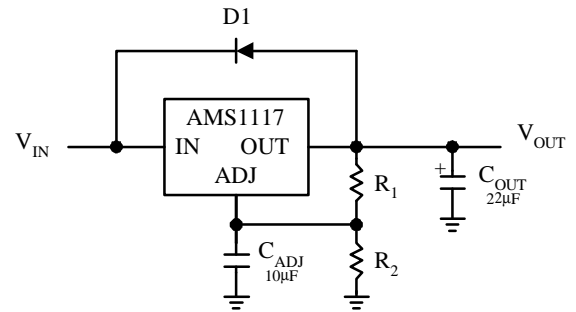 D1
AMS1117
V_IN
IN OUT
V_OUT
ADJ
+
R_1
C_OUT
22µF
C_ADJ
10µF
R_2